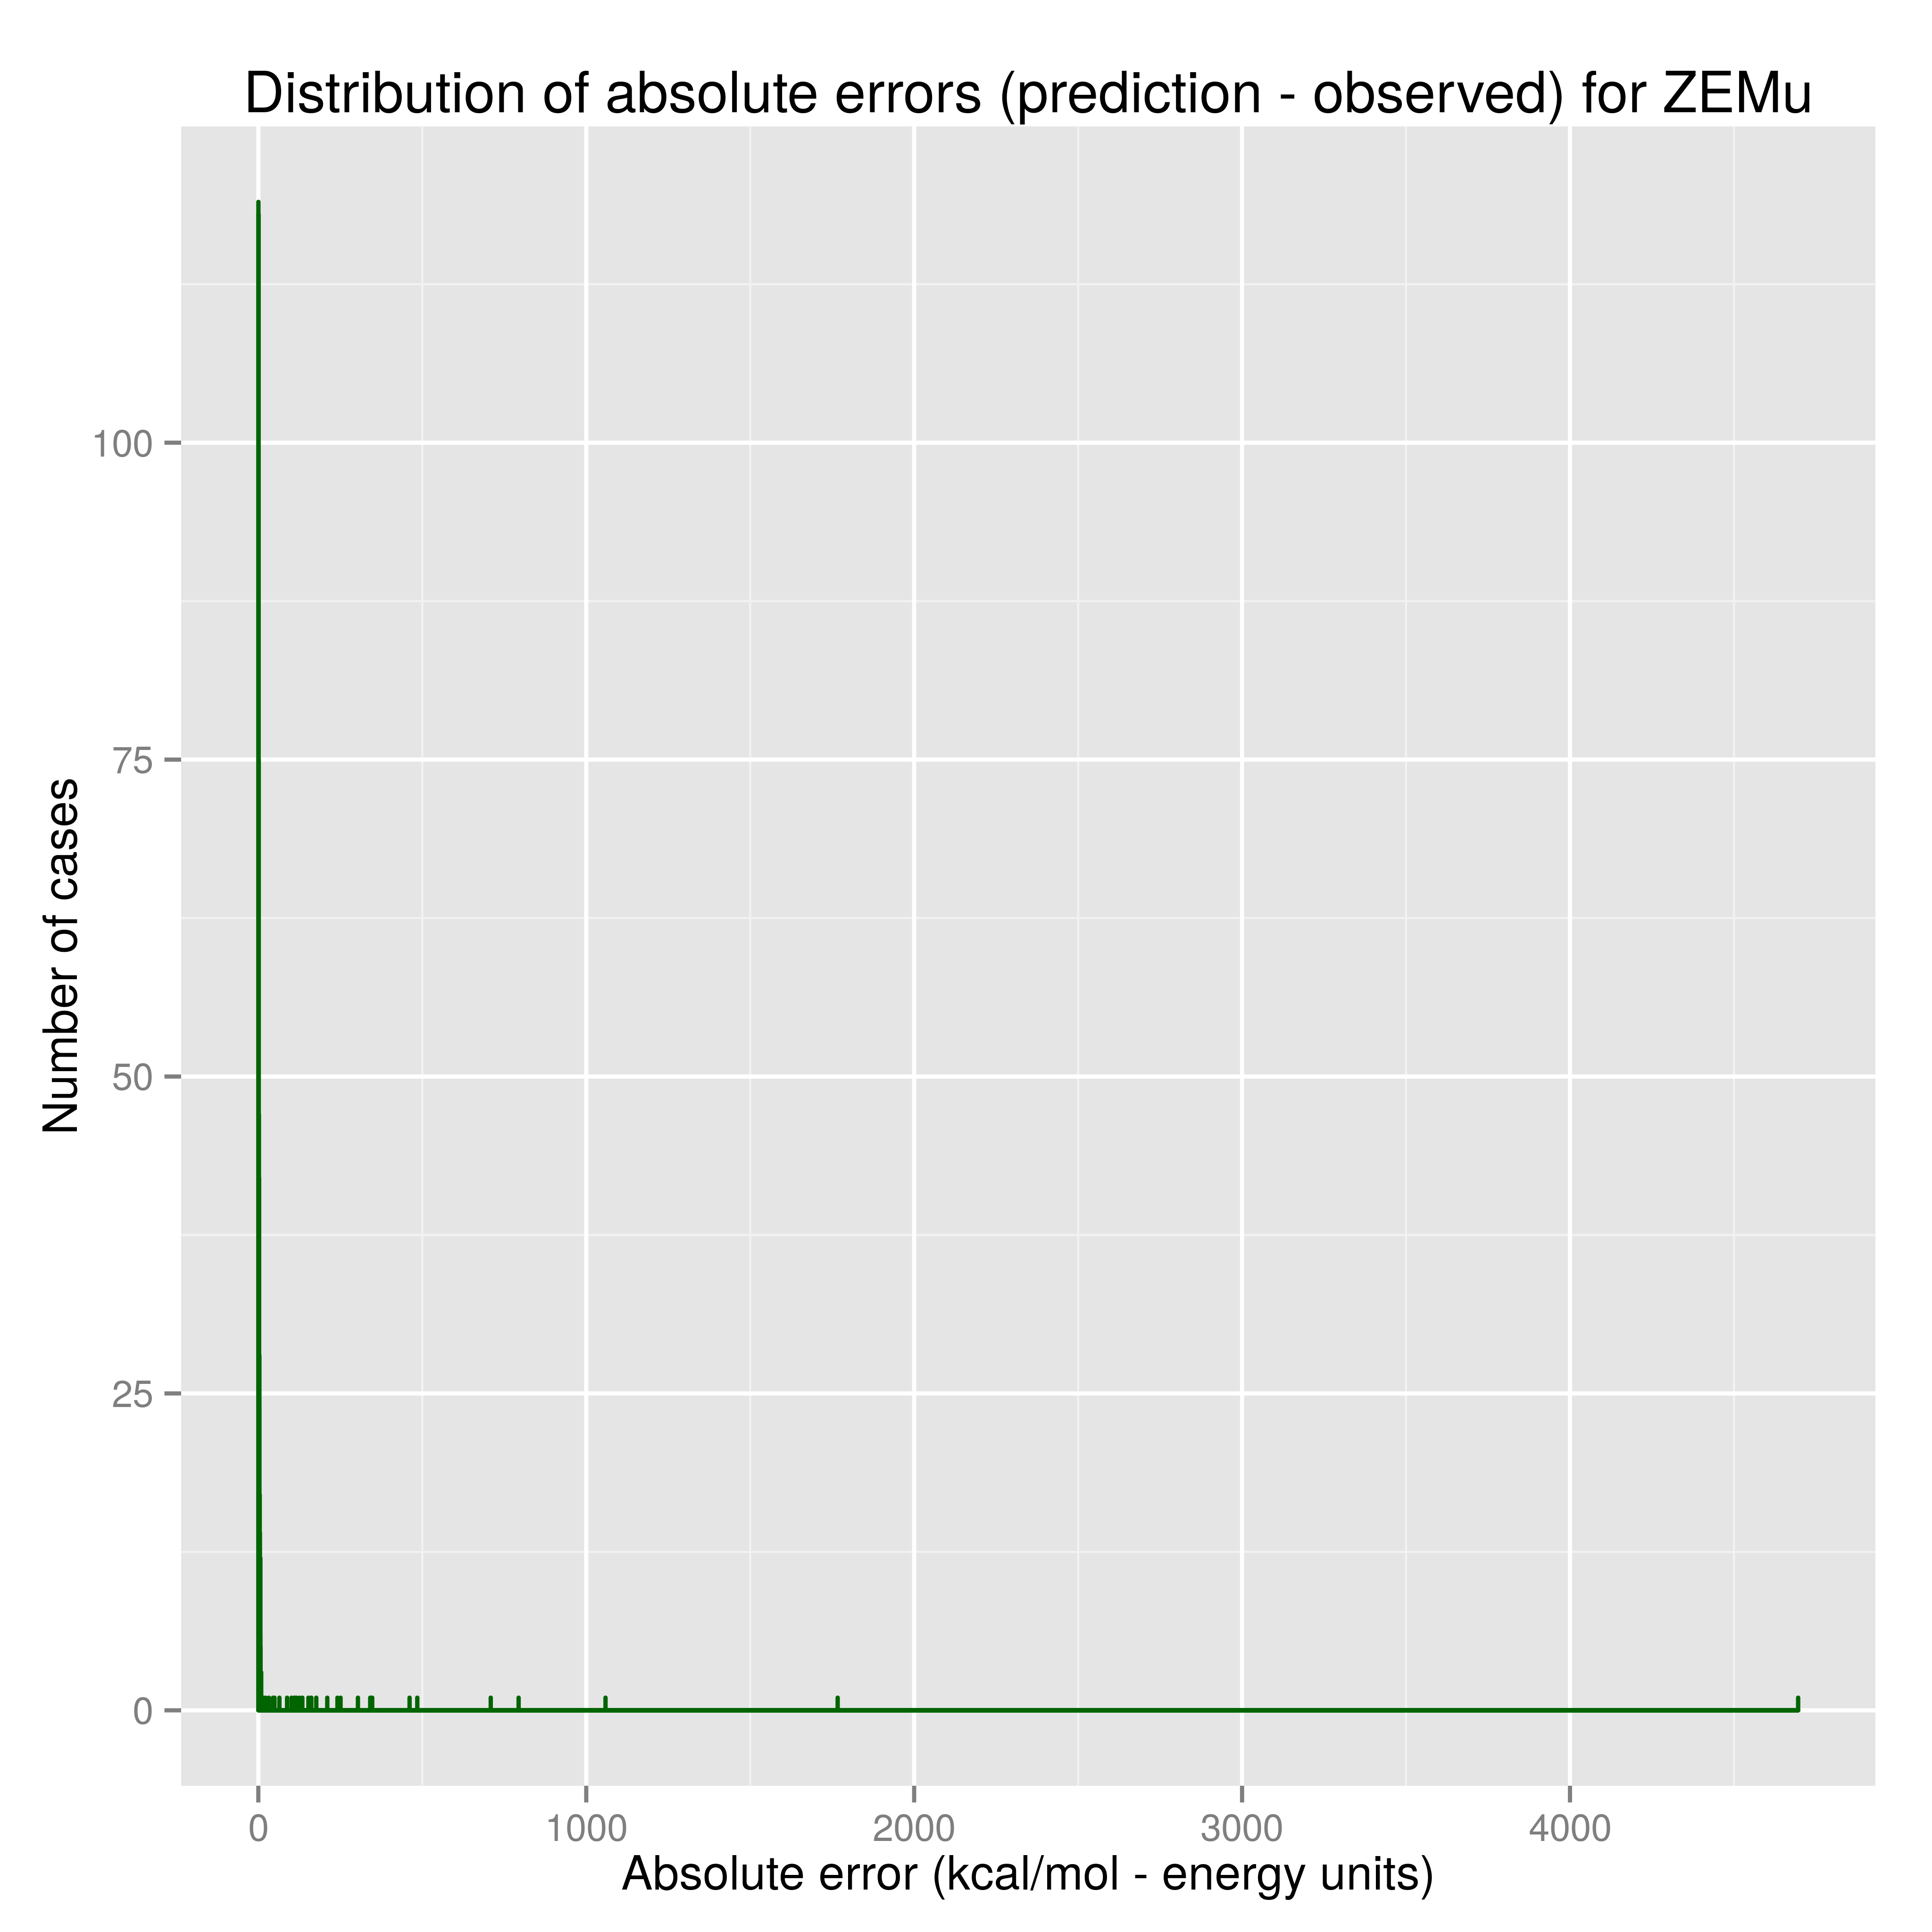 Distribution of absolute errors (prediction - observed) for ZEMu
100
75
50
25
0
Number of cases
0 1000 2000 3000 4000
Absolute error (kcal/mol - energy units)